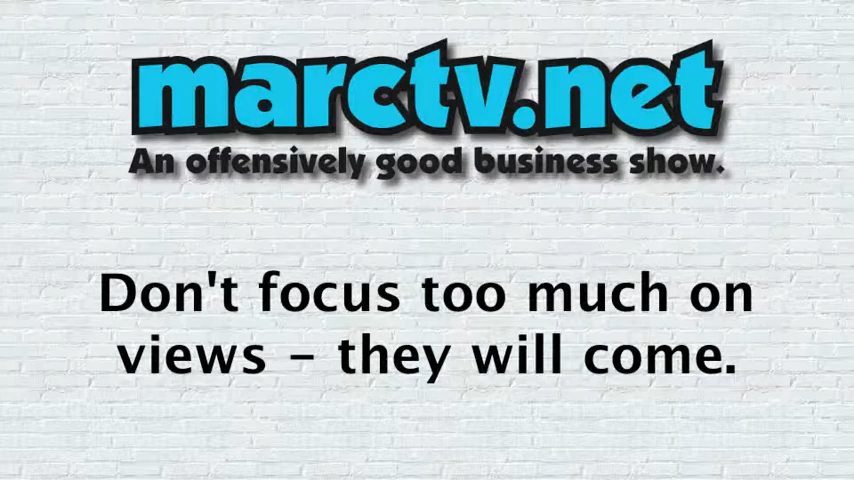 marctv.net
An offensively good business show.
Don't focus too much on
views - they will come.